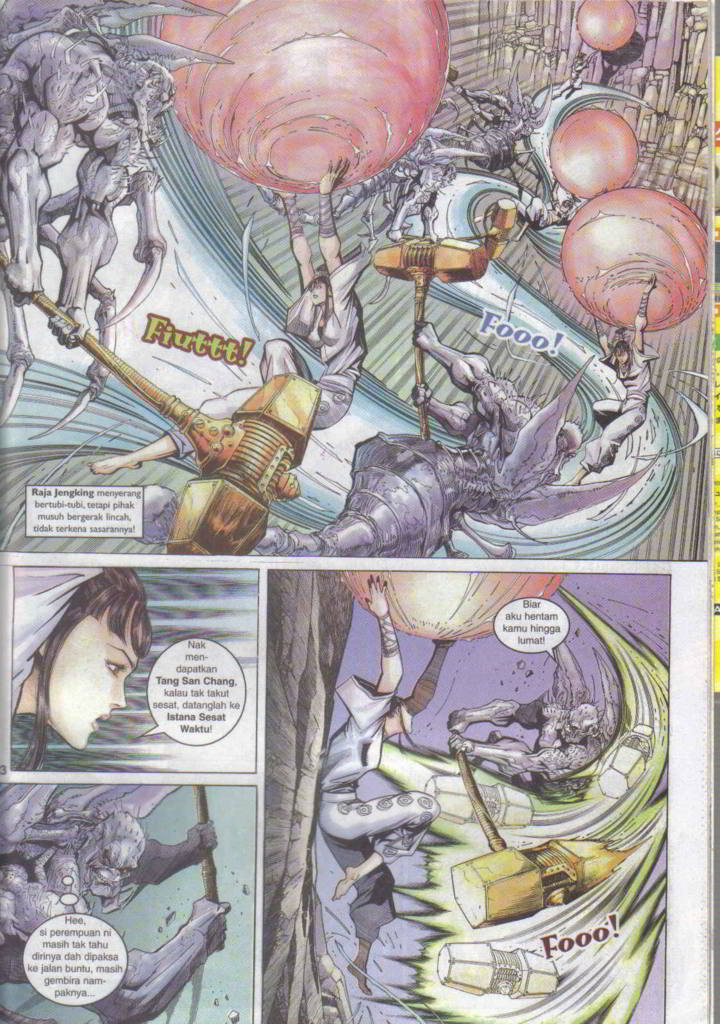 Fiuttt!
Fooo!
Raja Jengking menyerang
bertubi-tubi, tetapi pihak
musuh bergerak lincah,
tidak terkena sasarannya!
Nak
men-
dapatkan
Tang San Chang,
kalau tak takut
sesat, datanglah ke
Istana Sesat
Waktu!
Biar
aku hentam
kamu hingga
lumat!
Hee,
si perempuan ni
masih tak tahu
dirinya dah dipaksa
ke jalan buntu, masih
gembira nam-
paknya...
Fooo!
3